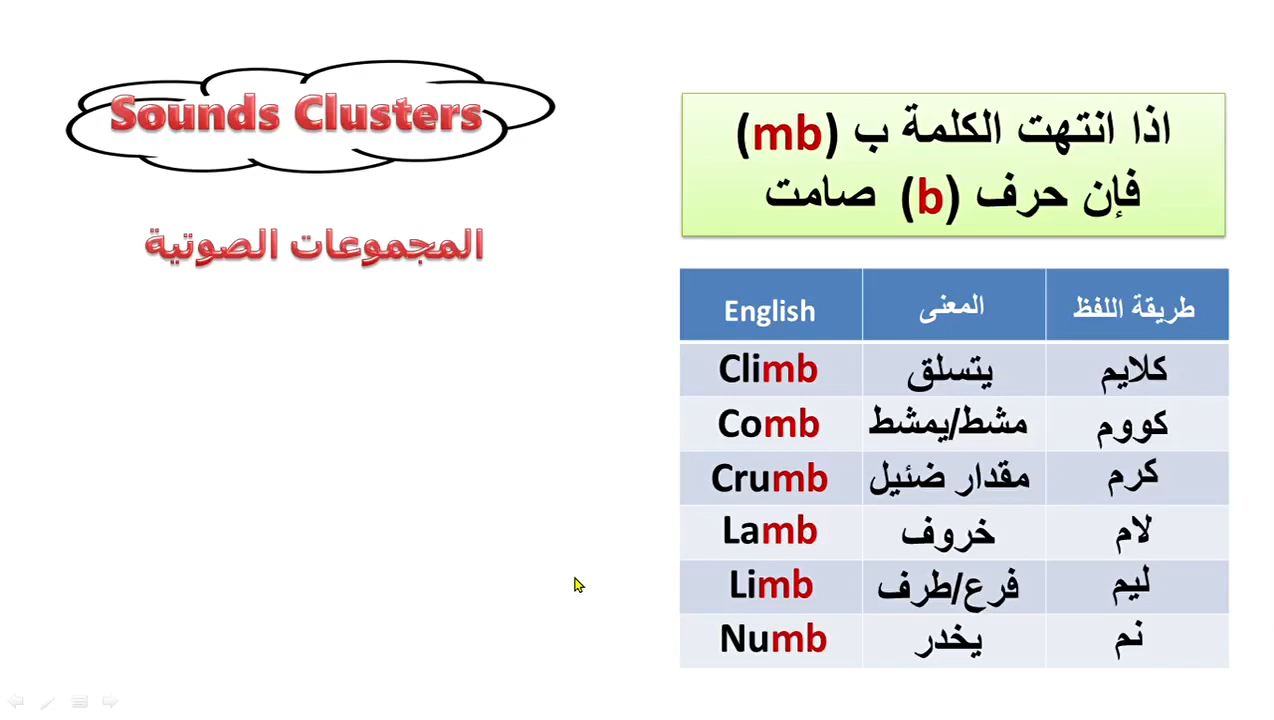 Sounds Clusters
المجموعات الصوتية
اذا انتهت الكلمة ب (mb)
فإن حرف (b) صامت
English المعنى طريقة اللفظ
Climb يتسلق كلايم
Comb مشط/يمشط كووم
Crumb مقدار ضئيل كرم
Lamb خروف لام
Limb فرع/طرف ليم
Numb يخدر نم